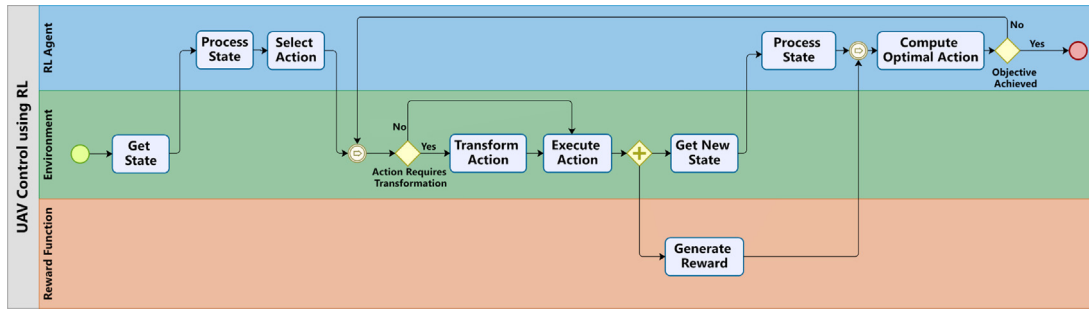 UAV Control using RL
RL Agent
Process
State
Select
Action
Process
State
Compute
Optimal Action
No
Yes
Objective
Achieved
Environment
Get
State
No
Yes
Action Requires
Transformation
Transform
Action
Execute
Action
Get New
State
Reward Function
Generate
Reward